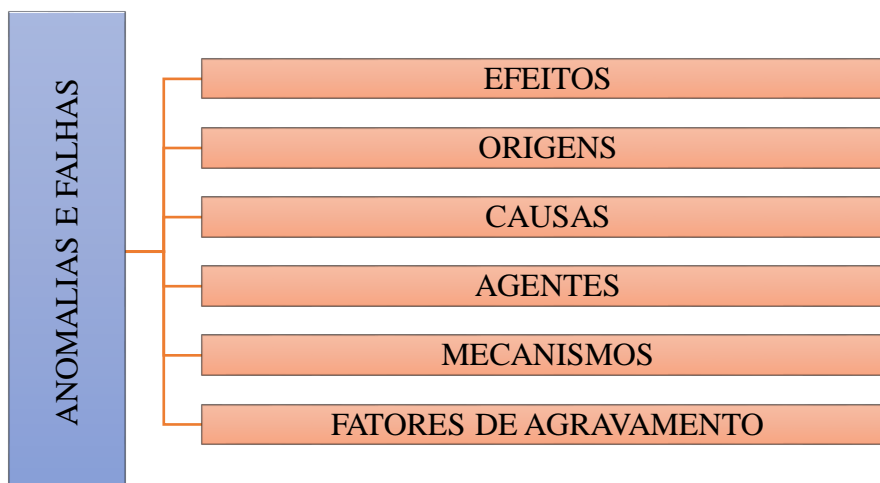 ANOMALIAS E FALHAS
EFEITOS
ORIGENS
CAUSAS
AGENTES
MECANISMOS
FATORES DE AGRAVAMENTO